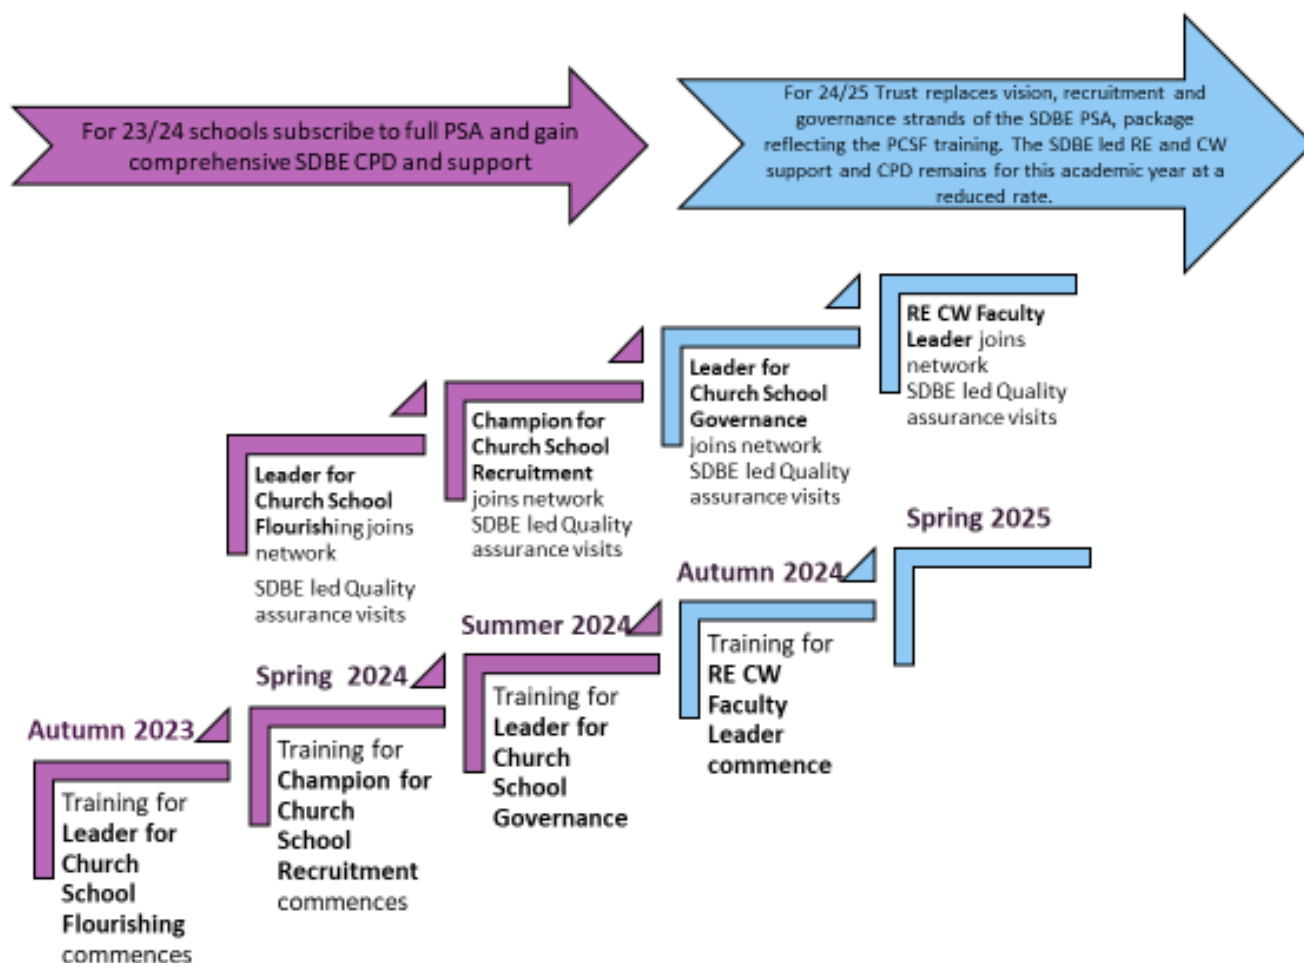 For 23/24 schools subscribe to full PSA and gain
comprehensive SDBE CPD and support
For 24/25 Trust replaces vision, recruitment and
governance strands of the SDBE PSA, package
reflecting the PCSF training. The SDBE led RE and CW
support and CPD remains for this academic year at a
reduced rate.
Leader for
Church School
Flourishing joins
network
SDBE led Quality
assurance visits
Champion for
Church School
Recruitment
joins network
SDBE led Quality
assurance visits
Leader for
Church School
Governance
joins network
SDBE led Quality
assurance visits
RE CW Faculty
Leader joins
network
SDBE led Quality
assurance visits
Autumn 2023
Training for
Leader for
Church
School
Flourishing
commences
Spring 2024
Training for
Champion for
Church
School
Recruitment
commences
Summer 2024
Training for
Leader for
Church
School
Governance
Autumn 2024
Training for
RE CW
Faculty
Leader
commence
Spring 2025